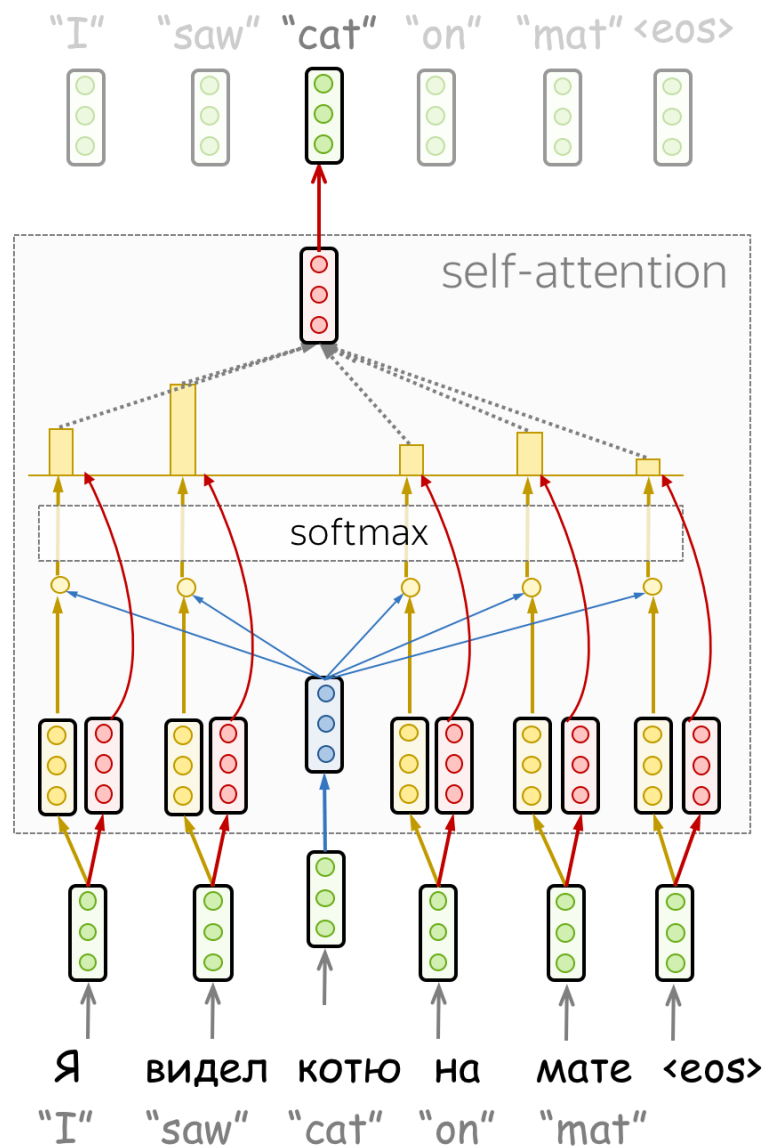 “I” “saw” “cat” “on” “mat” <eos>
self-attention
softmax
Я видел котю на мате <eos>
“I” “saw” “cat” “on” “mat”